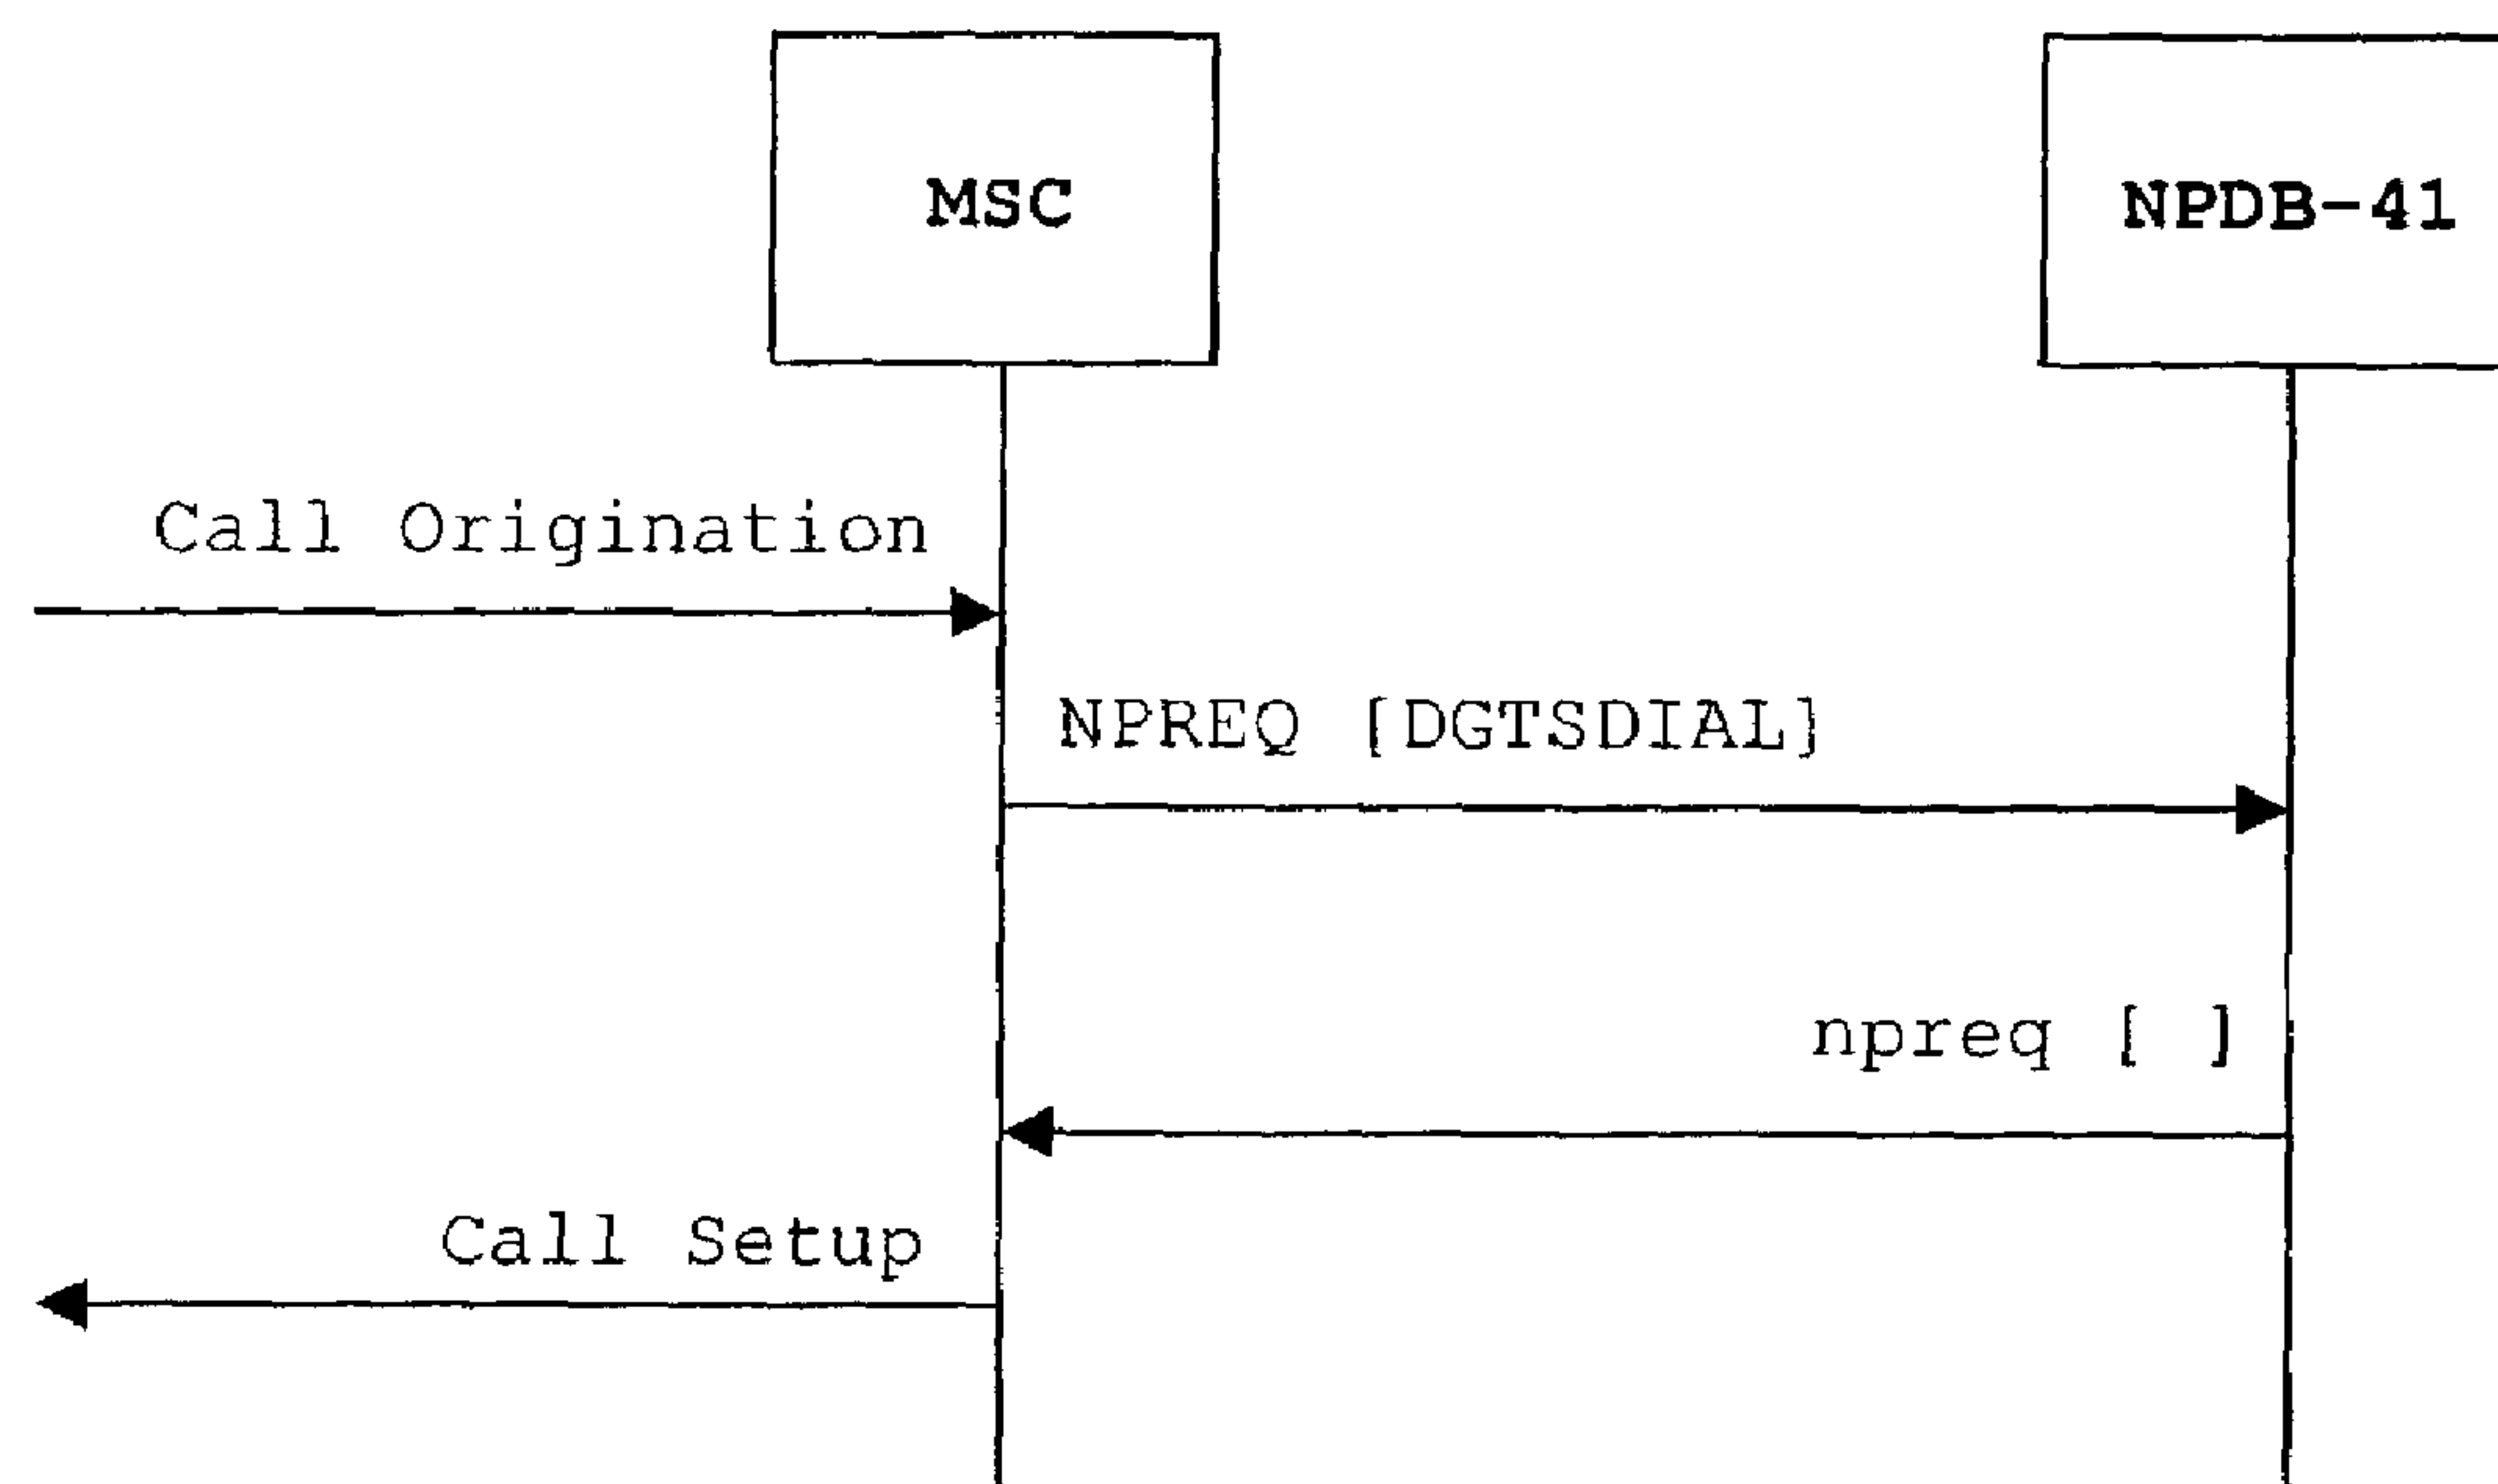 MSC
NPDB-41
Call Origination
NPREQ [DGTSDIAL]
npreq [ ]
Call Setup